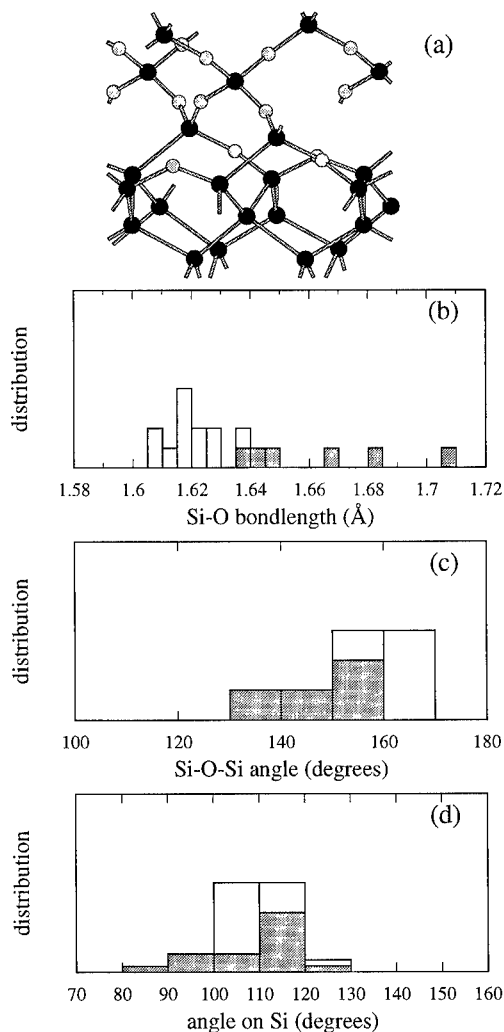 (a)
(b)
distribution
1.58 1.6 1.62 1.64 1.66 1.68 1.7 1.72
Si-O bondlength (Å)
(c)
distribution
100 120 140 160 180
Si-O-Si angle (degrees)
(d)
distribution
70 80 90 100 110 120 130 140 150 160
angle on Si (degrees)